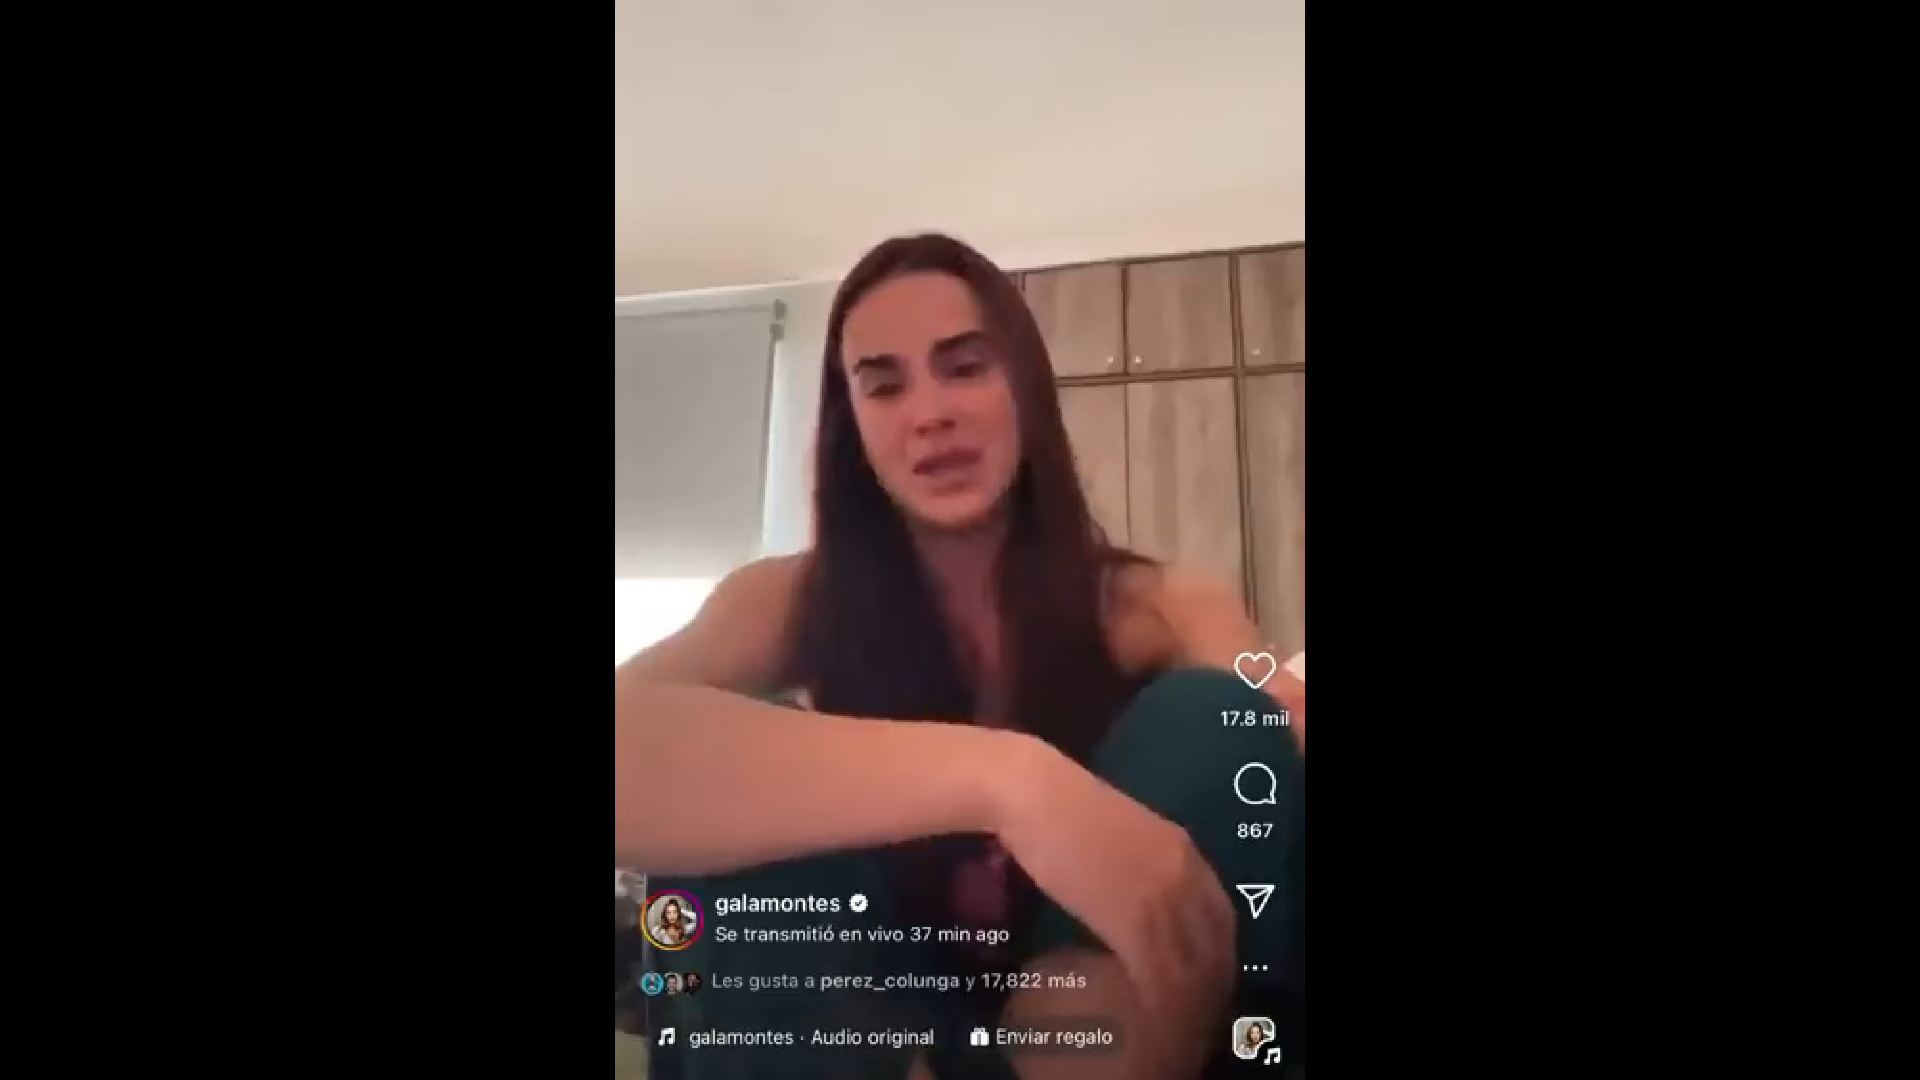 17.8 mil
867
galamontes
Se transmitió en vivo 37 min ago
Les gusta a perez_colunga y 17,822 más
galamontes · Audio original
Enviar regalo